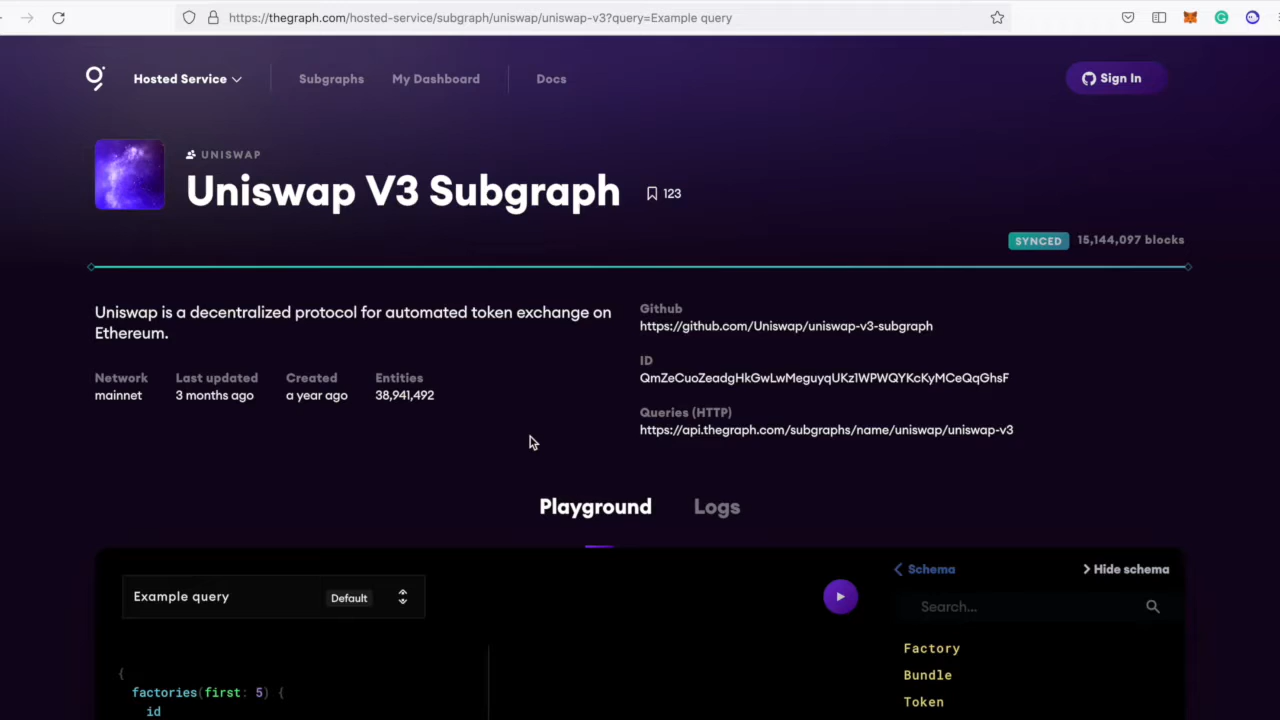 https://thegraph.com/hosted-service/subgraph/uniswap/uniswap-v3?query=Example query
Hosted Service
Subgraphs
My Dashboard
Docs
Sign In
UNISWAP
Uniswap V3 Subgraph
123
SYNCED
15,144,097 blocks
Uniswap is a decentralized protocol for automated token exchange on
Ethereum.
Network
mainnet
Last updated
3 months ago
Created
a year ago
Entities
38,941,492
Github
https://github.com/Uniswap/uniswap-v3-subgraph
ID
QmZeCuoZeadgHkGwLwMeguyqUKz1WPWQYKcKyMCeQqGhsF
Queries (HTTP)
https://api.thegraph.com/subgraphs/name/uniswap/uniswap-v3
Playground
Logs
Example query
Default
Schema
Hide schema
Search...
Factory
Bundle
Token
{
factories(first: 5) {
id